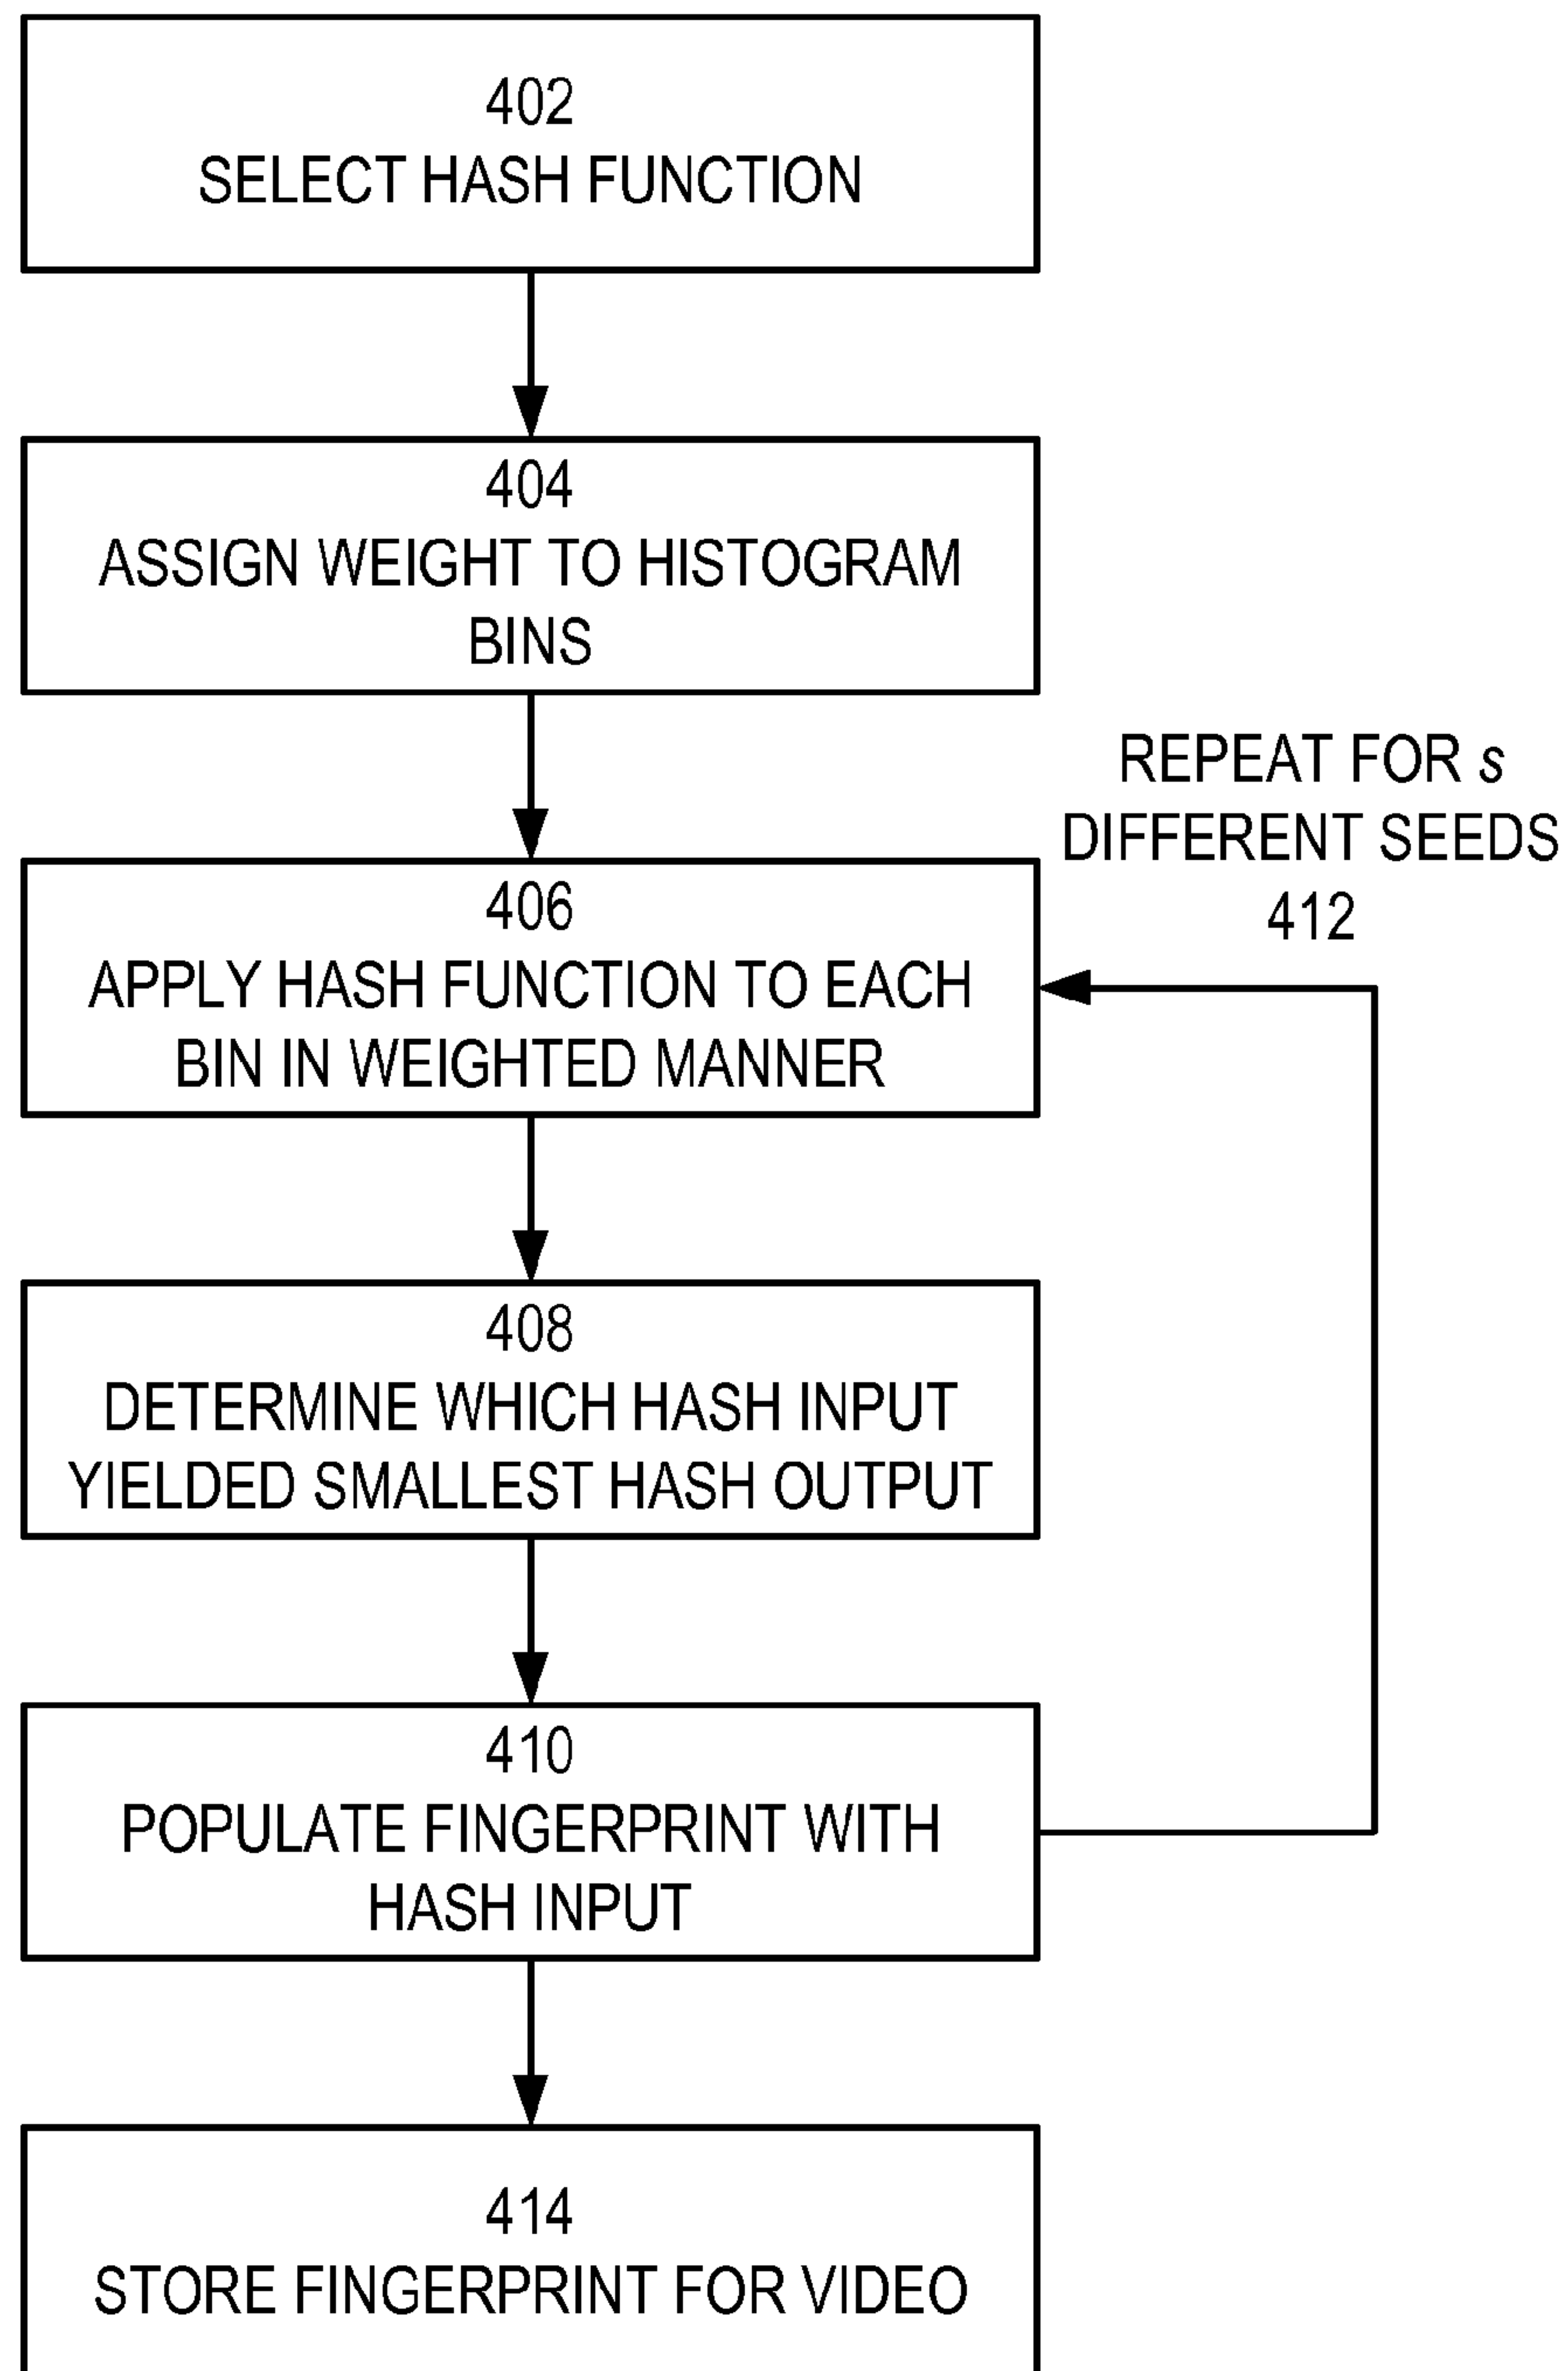 402
SELECT HASH FUNCTION
404
ASSIGN WEIGHT TO HISTOGRAM
BINS
REPEAT FOR s
DIFFERENT SEEDS
412
406
APPLY HASH FUNCTION TO EACH
BIN IN WEIGHTED MANNER
408
DETERMINE WHICH HASH INPUT
YIELDED SMALLEST HASH OUTPUT
410
POPULATE FINGERPRINT WITH
HASH INPUT
414
STORE FINGERPRINT FOR VIDEO